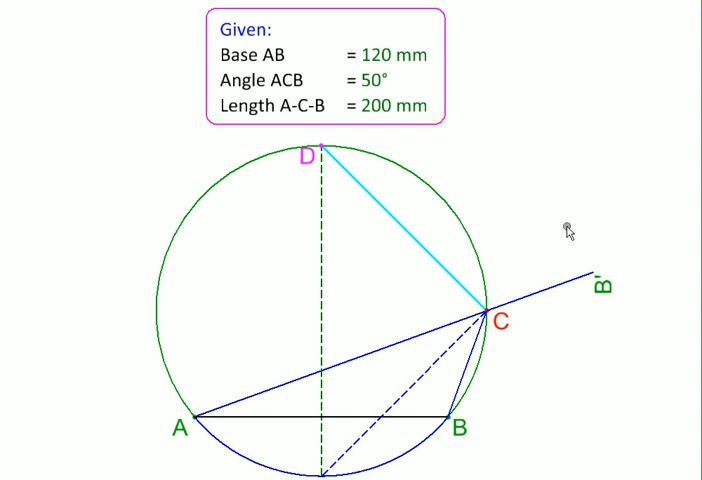 Given:
Base AB = 120 mm
Angle ACB = 50°
Length A-C-B = 200 mm
D
B'
C
A
B